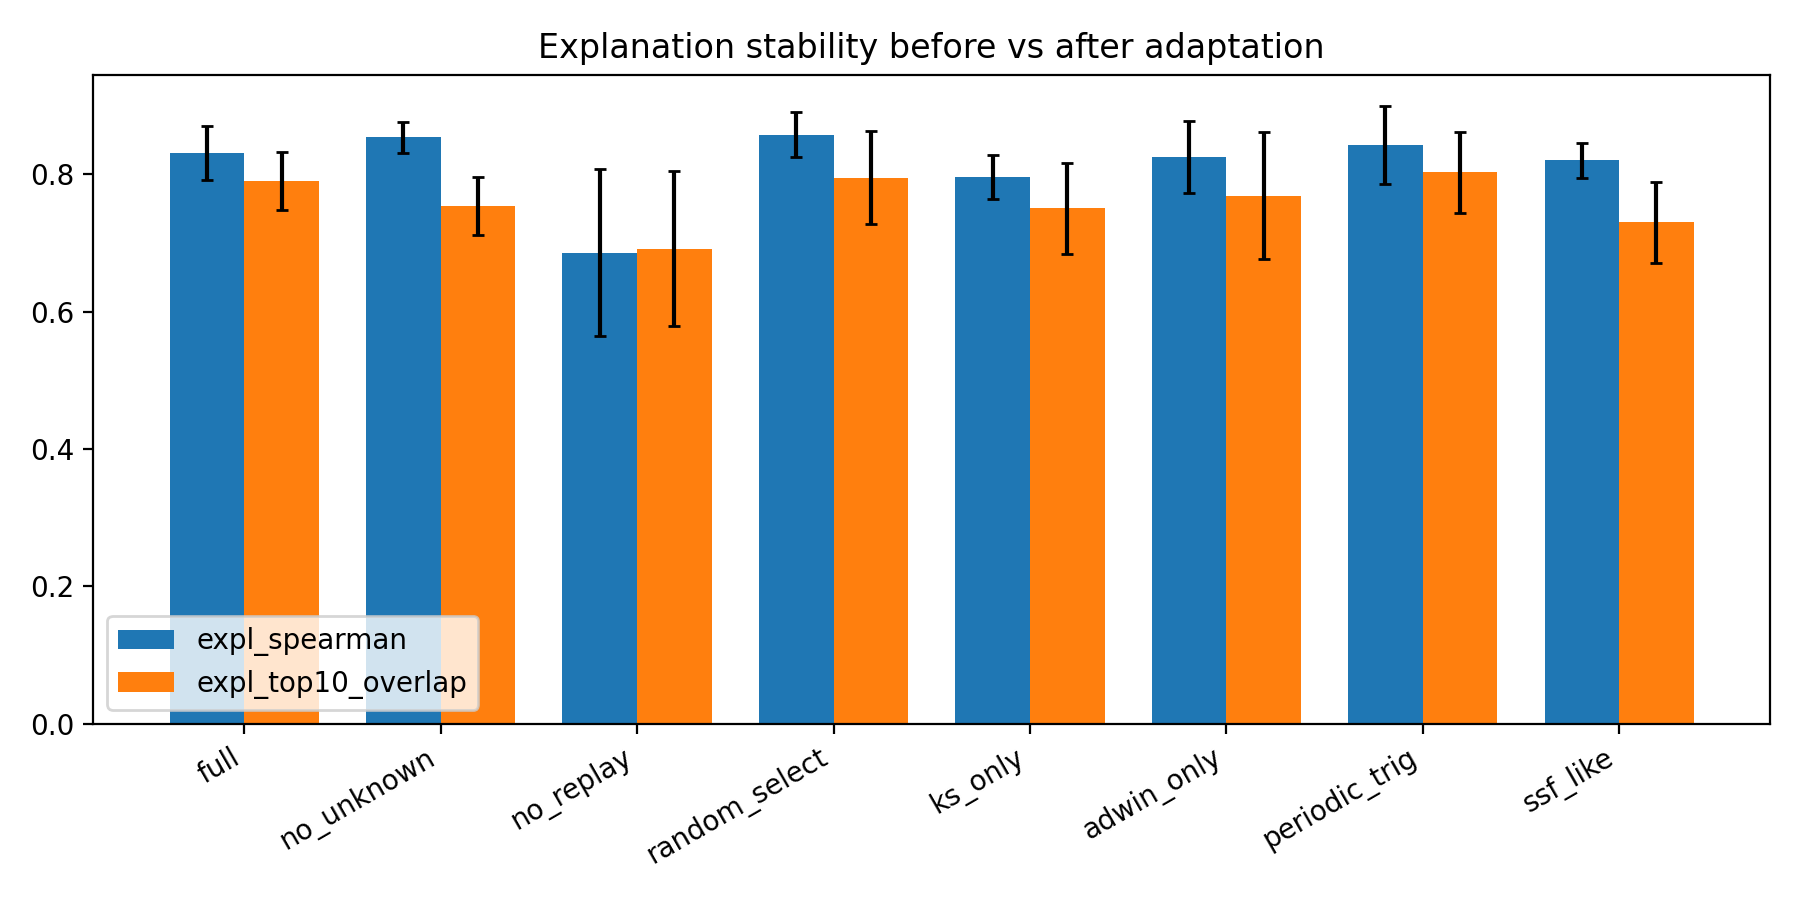 Explanation stability before vs after adaptation
0.8
0.6
0.4
0.2
0.0
expl_spearman
expl_top10_overlap
full
no_unknown
no_replay
random_select
ks_only
adwin_only
periodic_trig
ssf_like